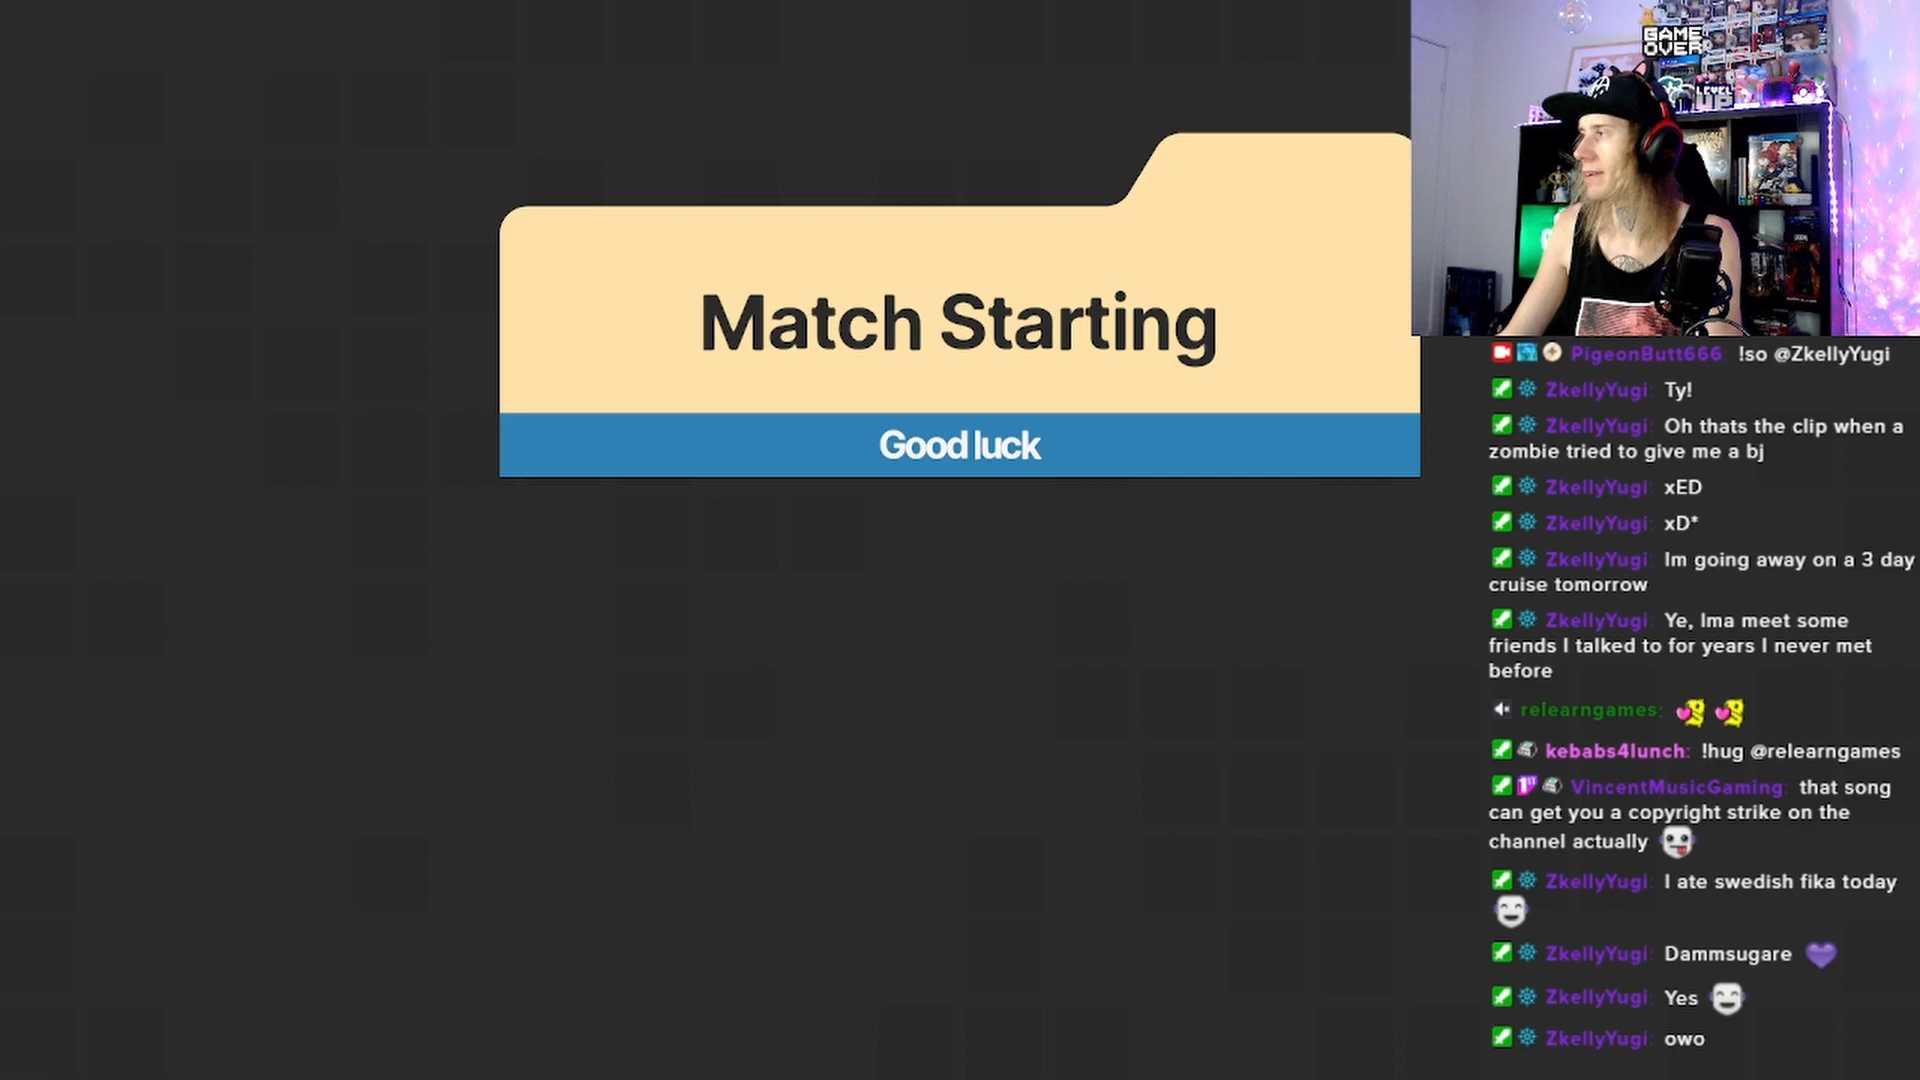 GAME
OVER
LEVEL
UP
Match Starting
Good luck
PigeonButt666: !so @ZkellyYugi
ZkellyYugi: Ty!
ZkellyYugi: Oh thats the clip when a
zombie tried to give me a bj
ZkellyYugi: xED
ZkellyYugi: xD*
ZkellyYugi: Im going away on a 3 day
cruise tomorrow
ZkellyYugi: Ye, Ima meet some
friends I talked to for years I never met
before
relearngames:
kebabs4lunch: !hug @relearngames
VincentMusicGaming: that song
can get you a copyright strike on the
channel actually
ZkellyYugi: I ate swedish fika today
ZkellyYugi: Dammsugare
ZkellyYugi: Yes
ZkellyYugi: owo